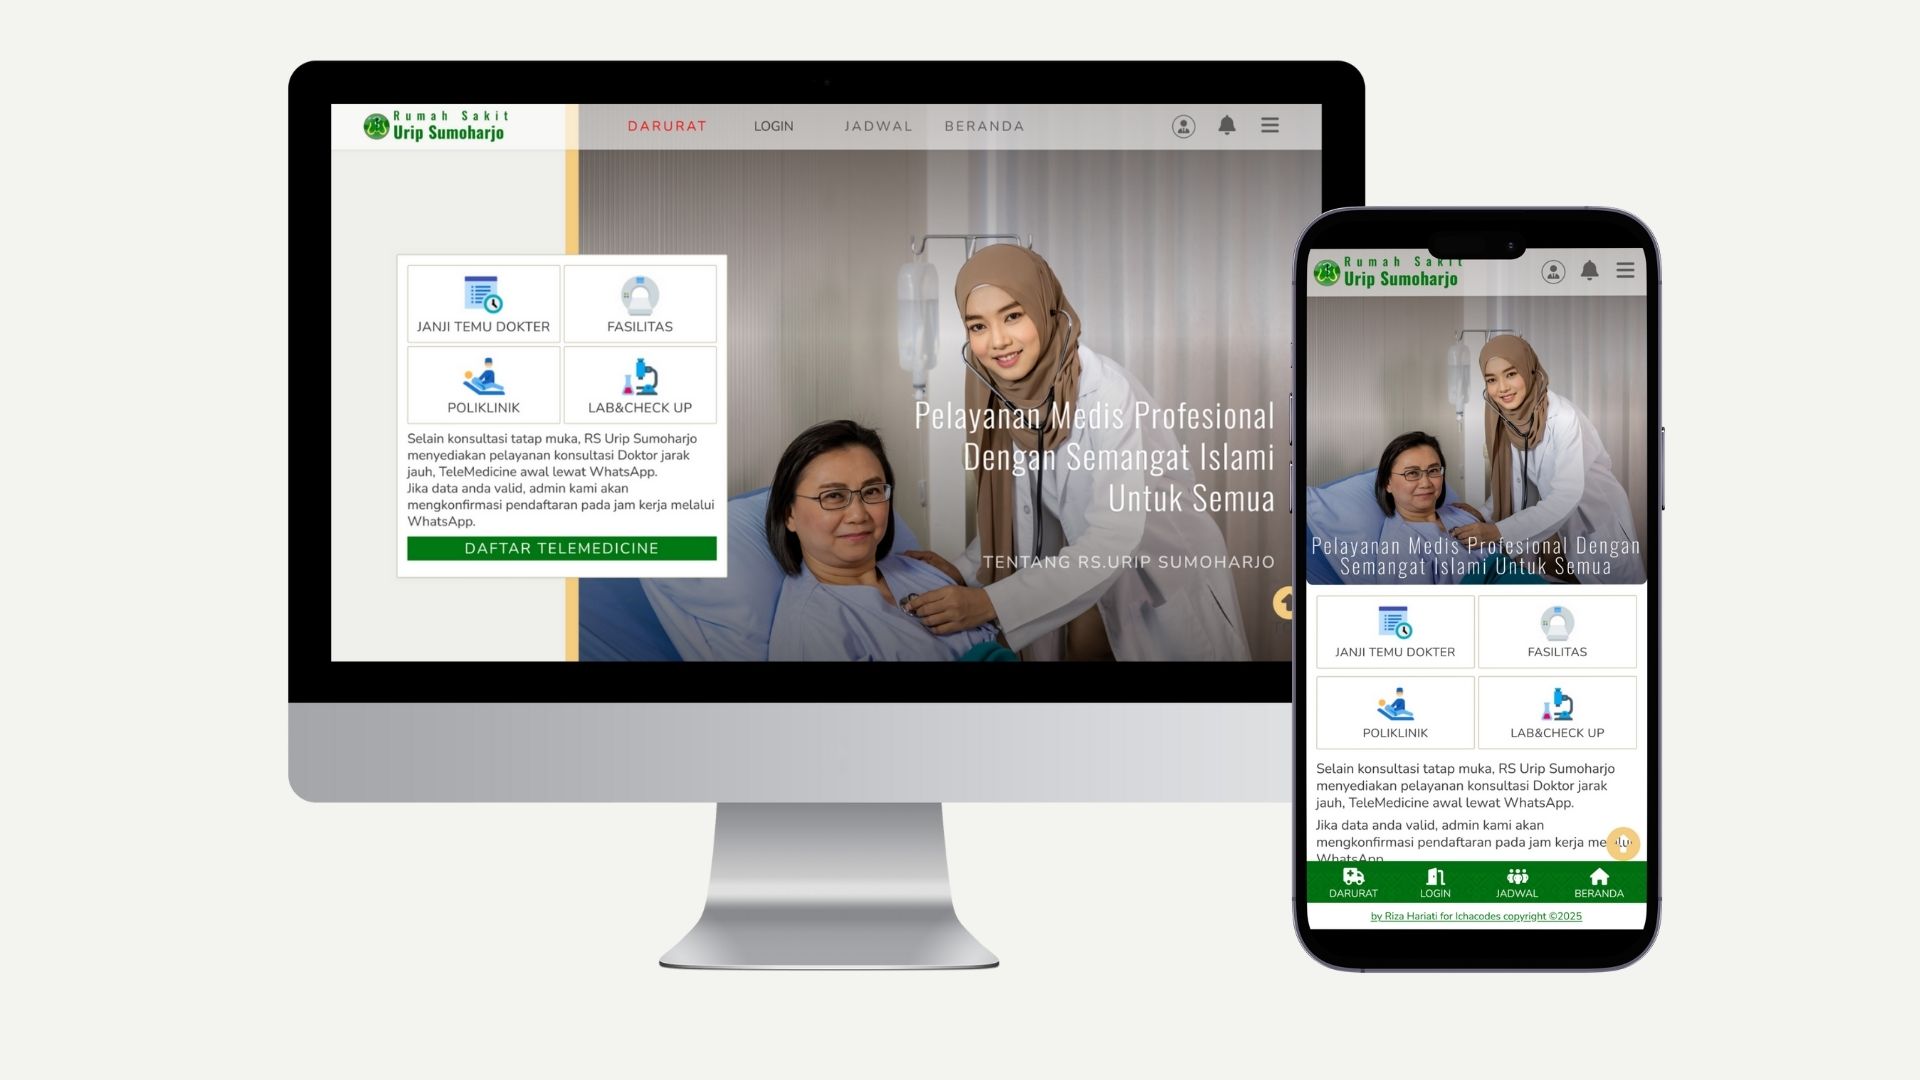 Rumah Sakit
Urip Sumoharjo
DARURAT
LOGIN
JADWAL
BERANDA
JANJI TEMU DOKTER
FASILITAS
POLIKLINIK
LAB&CHECK UP
Selain konsultasi tatap muka, RS Urip Sumoharjo
menyediakan pelayanan konsultasi Doktor jarak
jauh, TeleMedicine awal lewat WhatsApp.
Jika data anda valid, admin kami akan
mengkonfirmasi pendaftaran pada jam kerja melalui
WhatsApp.
DAFTAR TELEMEDICINE
Pelayanan Medis Profesional
Dengan Semangat Islami
Untuk Semua
TENTANG RS.URIP SUMOHARJO
Rumah Sakit
Urip Sumoharjo
Pelayanan Medis Profesional Dengan
Semangat Islami Untuk Semua
JANJI TEMU DOKTER
FASILITAS
POLIKLINIK
LAB&CHECK UP
Selain konsultasi tatap muka, RS Urip Sumoharjo
menyediakan pelayanan konsultasi Doktor jarak
jauh, TeleMedicine awal lewat WhatsApp.
Jika data anda valid, admin kami akan
mengkonfirmasi pendaftaran pada jam kerja melalui
WhatsApp
DARURAT
LOGIN
JADWAL
BERANDA
by Riza Hariati for Ichacodes copyright ©2025